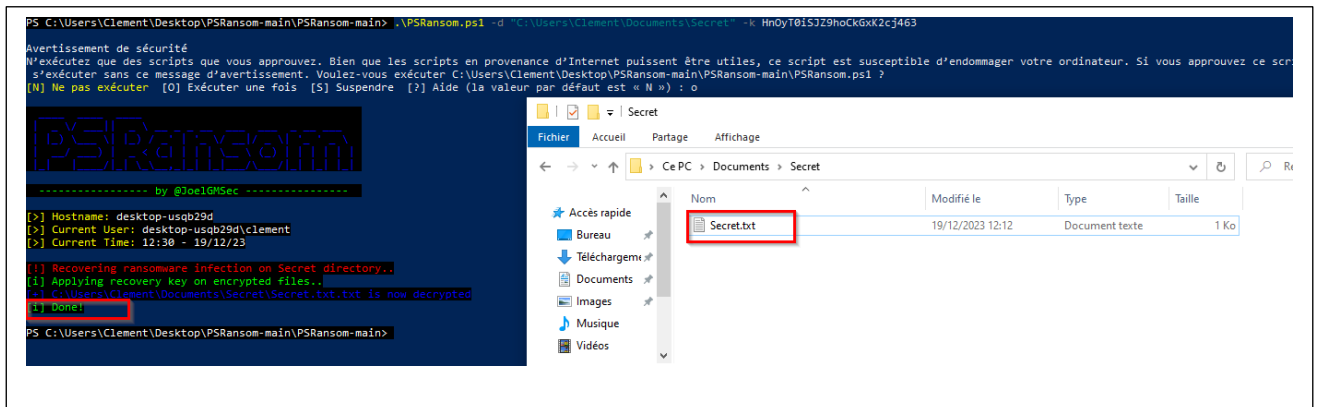 PS C:\Users\Clement\Desktop\PSRansom-main\PSRansom-main> .\PSRansom.ps1 -d "C:\Users\Clement\Documents\Secret" -k HnOyT0iSJZ9hoCkGxK2cj463
Avertissement de sécurité
N'exécutez que des scripts que vous approuvez. Bien que les scripts en provenance d'Internet puissent être utiles, ce script est susceptible d'endommager votre ordinateur. Si vous approuvez ce scr
s'exécuter sans ce message d'avertissement. Voulez-vous exécuter C:\Users\Clement\Desktop\PSRansom-main\PSRansom-main\PSRansom.ps1 ?
[N] Ne pas exécuter [O] Exécuter une fois [S] Suspendre [?] Aide (la valeur par défaut est « N ») : o
PSRansom
----------------- by @JoelGMSec ----------------
[>] Hostname: desktop-usqb29d
[>] Current User: desktop-usqb29d\clement
[>] Current Time: 12:30 - 19/12/23
[!] Recovering ransomware infection on Secret directory..
[i] Applying recovery key on encrypted files..
[+] C:\Users\Clement\Documents\Secret\Secret.txt.txt is now decrypted
[i] Done!
PS C:\Users\Clement\Desktop\PSRansom-main\PSRansom-main>
Secret
Fichier Accueil Partage Affichage
Ce PC > Documents > Secret
Re
Nom Modifié le Type Taille
Secret.txt 19/12/2023 12:12 Document texte 1 Ko
Accès rapide
Bureau
Téléchargeme
Documents
Images
Musique
Vidéos